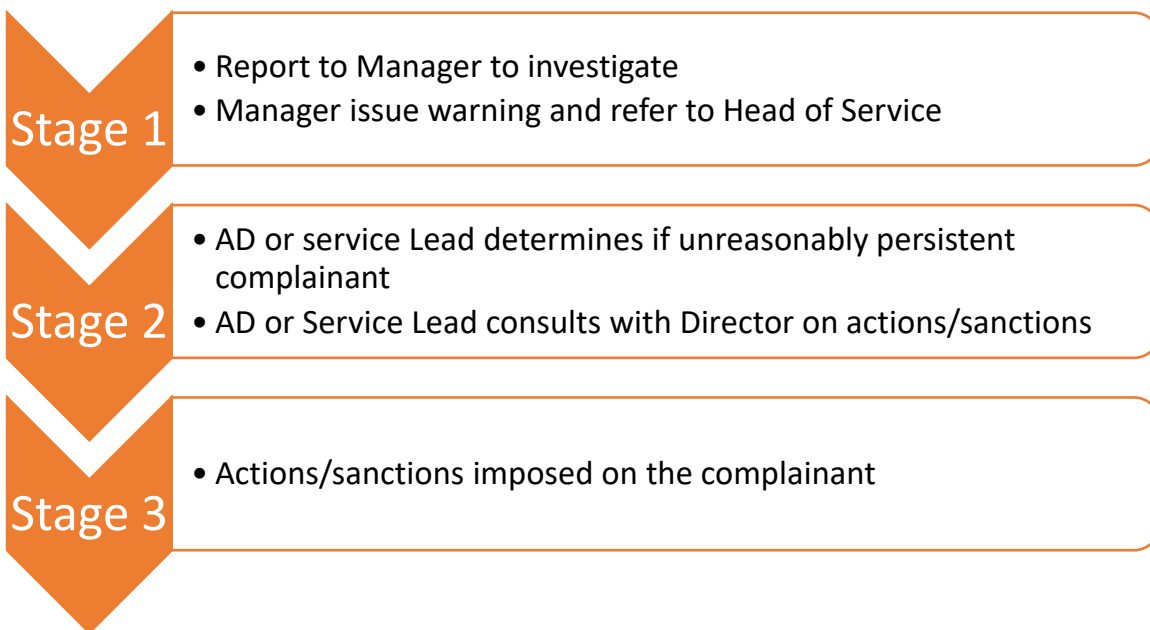 Stage 1
• Report to Manager to investigate
• Manager issue warning and refer to Head of Service
Stage 2
• AD or service Lead determines if unreasonably persistent
complainant
• AD or Service Lead consults with Director on actions/sanctions
Stage 3
• Actions/sanctions imposed on the complainant